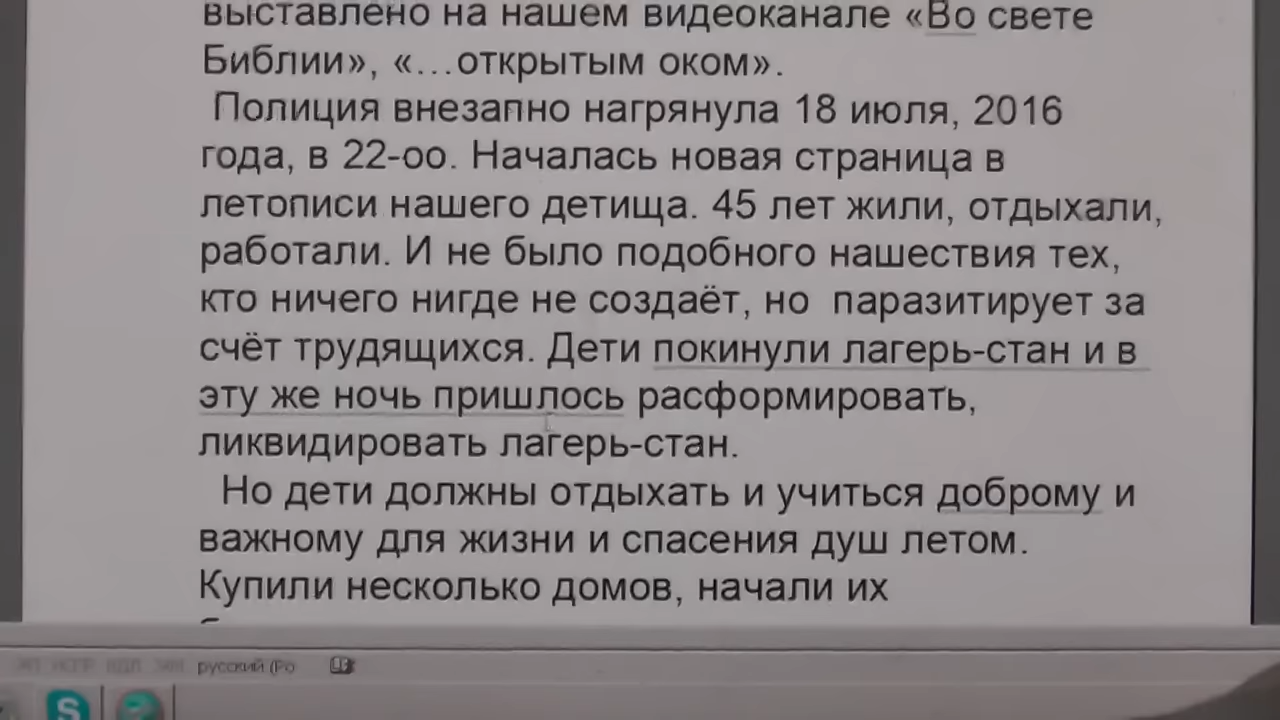 выставлено на нашем видеоканале «Во свете
Библии», «...открытым оком».
Полиция внезапно нагрянула 18 июля, 2016
года, в 22-оо. Началась новая страница в
летописи нашего детища. 45 лет жили, отдыхали,
работали. И не было подобного нашествия тех,
кто ничего нигде не создаёт, но паразитирует за
счёт трудящихся. Дети покинули лагерь-стан и в
эту же ночь пришлось расформировать,
ликвидировать лагерь-стан.
Но дети должны отдыхать и учиться доброму и
важному для жизни и спасения душ летом.
Купили несколько домов, начали их
русский (Ро